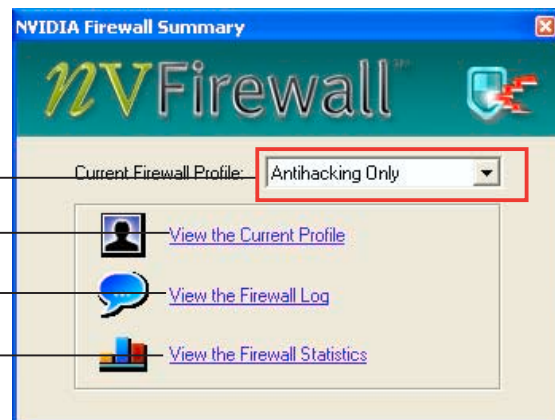 NVIDIA Firewall Summary
NVFirewall
Current Firewall Profile: Antihacking Only
View the Current Profile
View the Firewall Log
View the Firewall Statistics